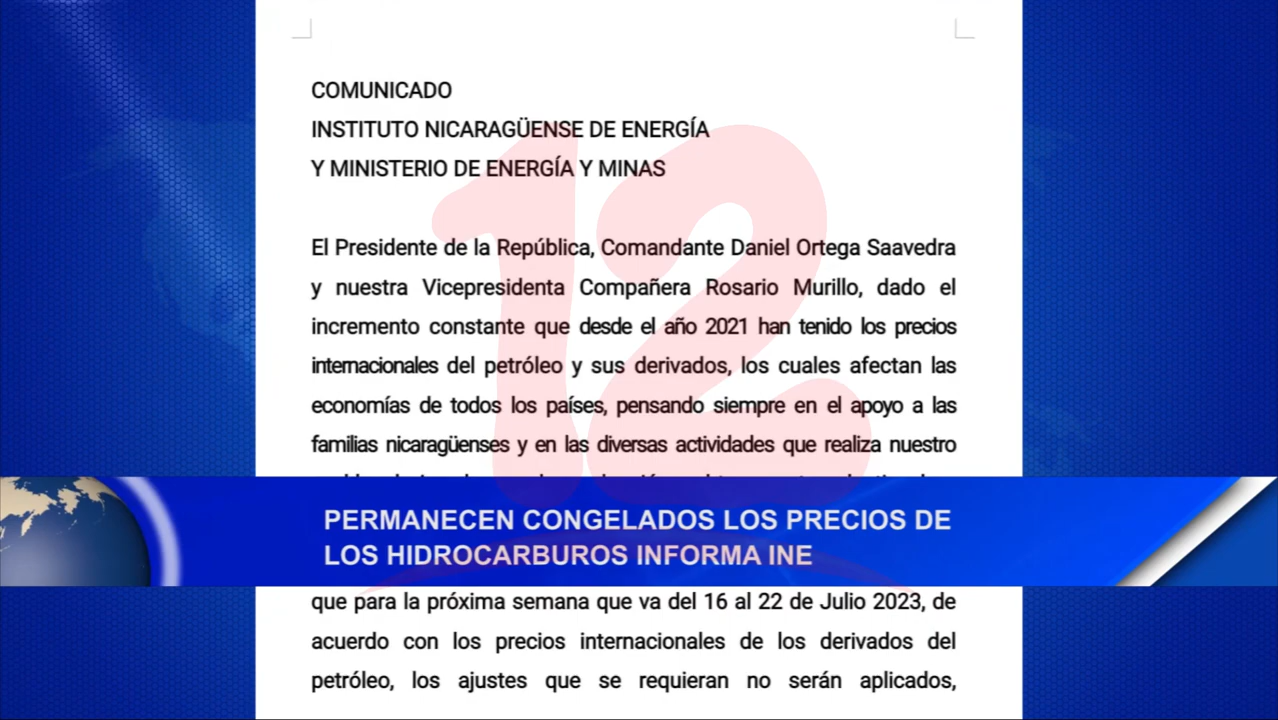 COMUNICADO
INSTITUTO NICARAGÜENSE DE ENERGÍA
Y MINISTERIO DE ENERGÍA Y MINAS
El Presidente de la República, Comandante Daniel Ortega Saavedra
y nuestra Vicepresidenta Compañera Rosario Murillo, dado el
incremento constante que desde el año 2021 han tenido los precios
internacionales del petróleo y sus derivados, los cuales afectan las
economías de todos los países, pensando siempre en el apoyo a las
familias nicaragüenses y en las diversas actividades que realiza nuestro
PERMANECEN CONGELADOS LOS PRECIOS DE
LOS HIDROCARBUROS INFORMA INE
que para la próxima semana que va del 16 al 22 de Julio 2023, de
acuerdo con los precios internacionales de los derivados del
petróleo, los ajustes que se requieran no serán aplicados,
12